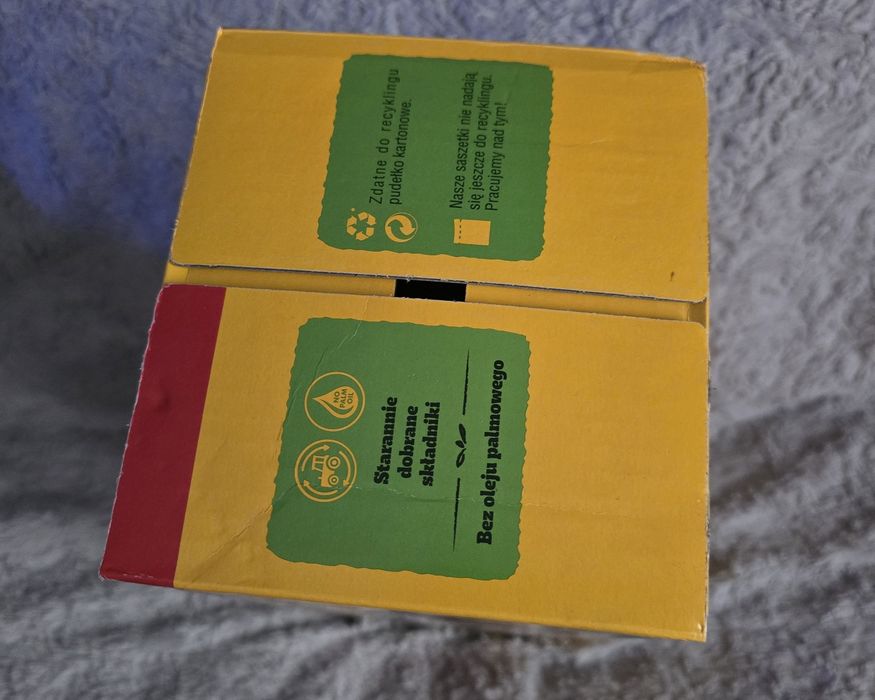 Zdatne do recyklingu
pudełko kartonowe.
Nasze saszetki nie nadają
się jeszcze do recyklingu.
Pracujemy nad tym!
NO
PALM
OIL
Starannie
dobrane
składniki
Bez oleju palmowego